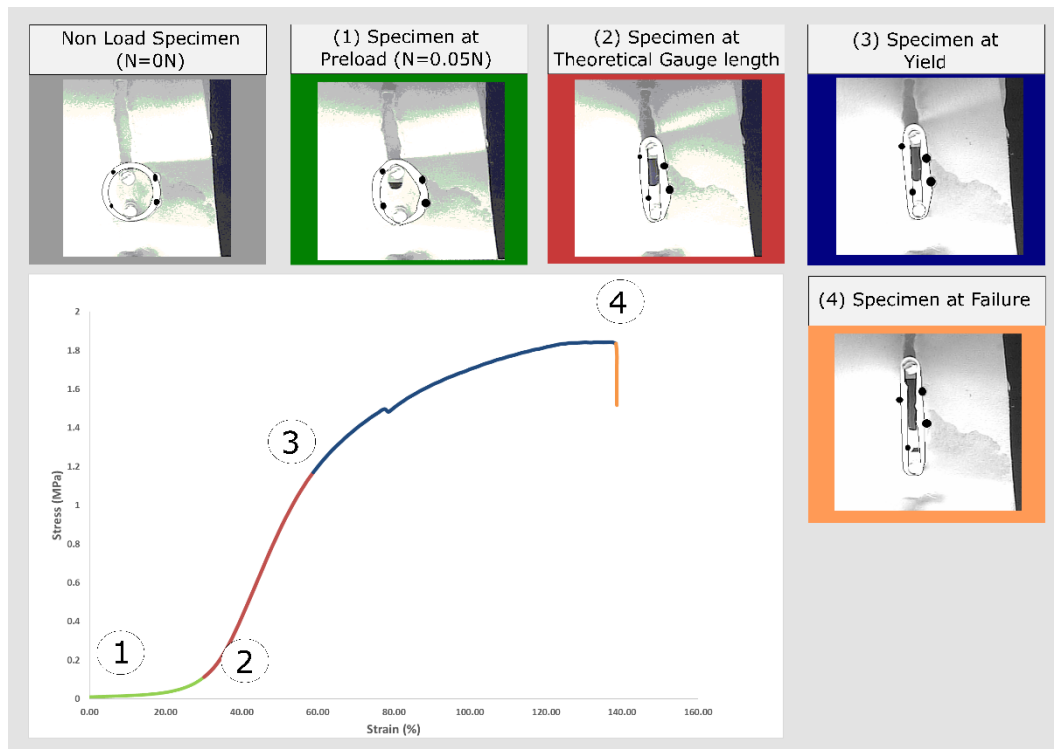 Non Load Specimen
(N=0N)
(1) Specimen at
Preload (N=0.05N)
(2) Specimen at
Theoretical Gauge length
(3) Specimen at
Yield
(4) Specimen at Failure
4
3
1
2
Stress (MPa)
2
1.8
1.6
1.4
1.2
1
0.8
0.6
0.4
0.2
0
0.00 20.00 40.00 60.00 80.00 100.00 120.00 140.00 160.00
Strain (%)